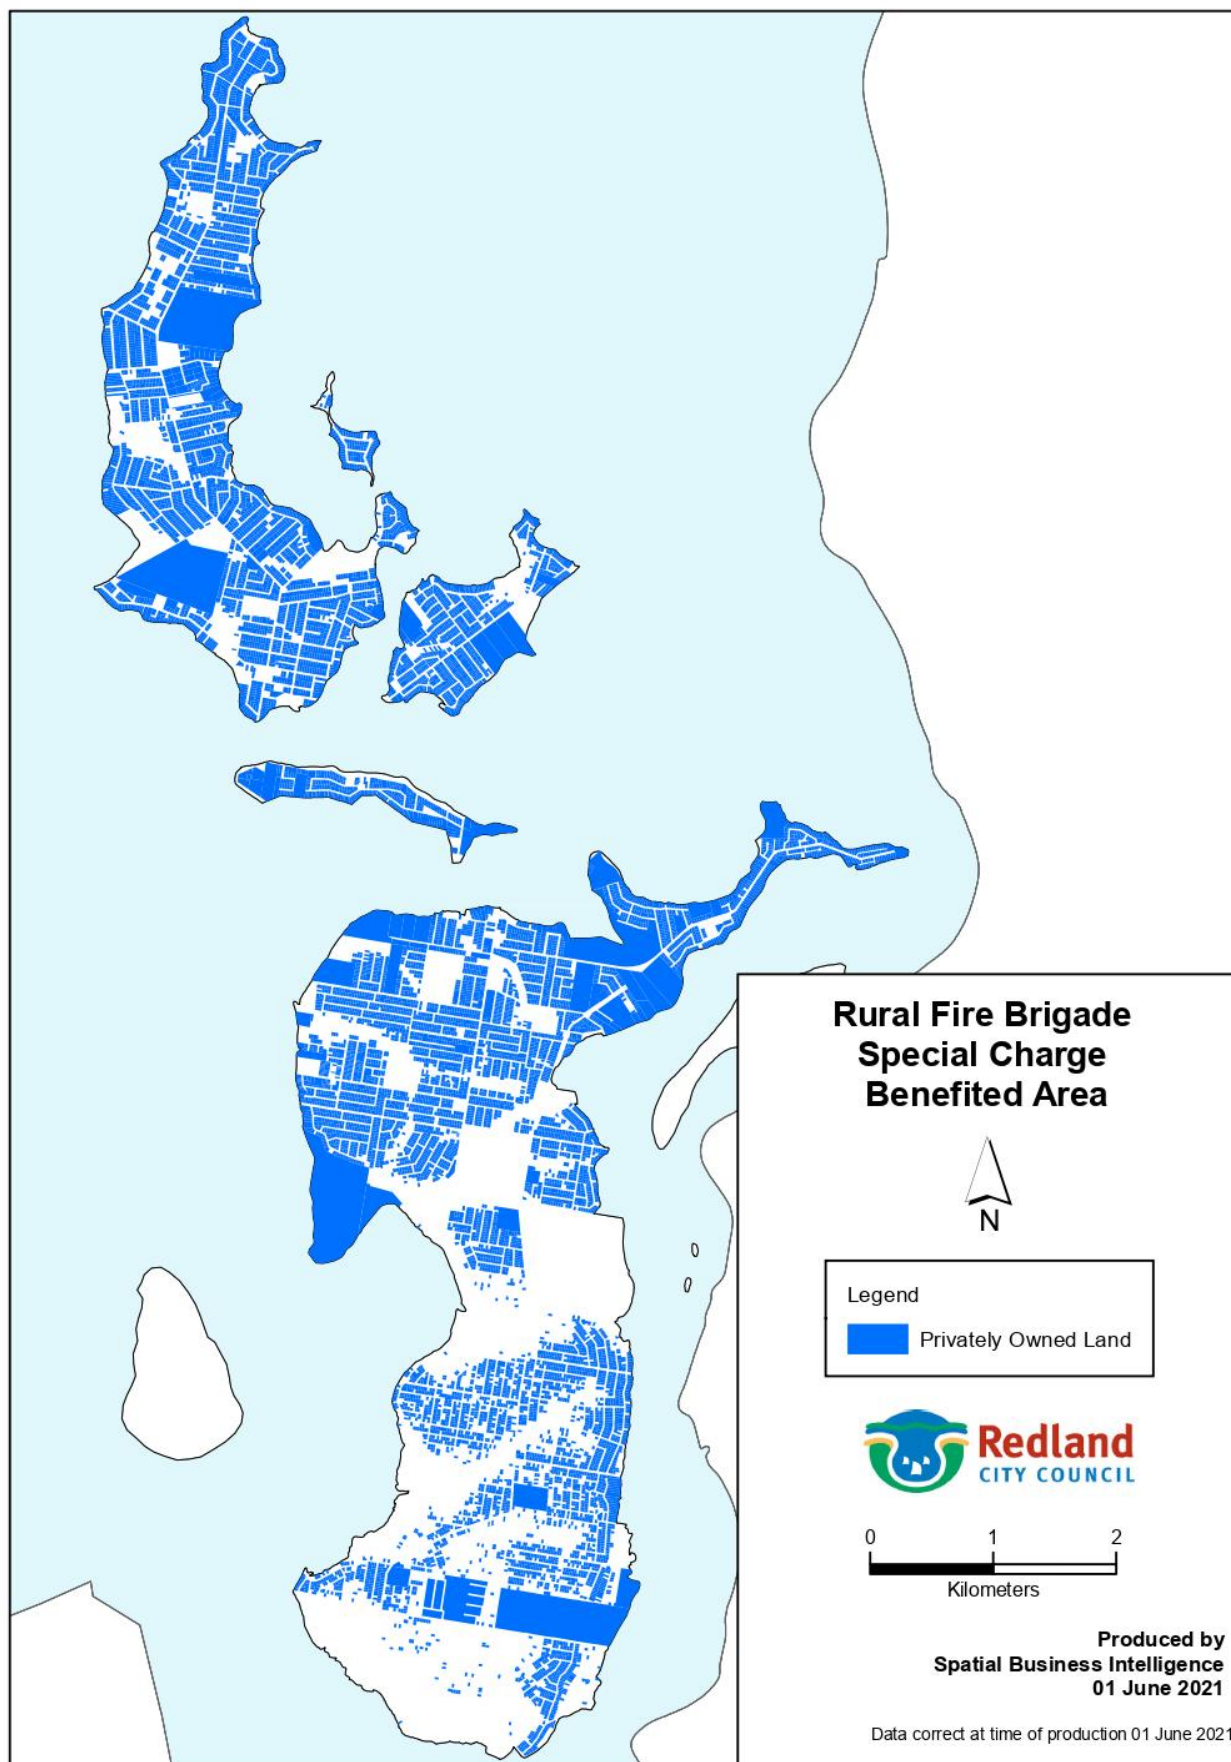 Rural Fire Brigade
Special Charge
Benefited Area
N
Legend
Privately Owned Land
Redland
CITY COUNCIL
0 1 2
Kilometers
Produced by
Spatial Business Intelligence
01 June 2021
Data correct at time of production 01 June 2021